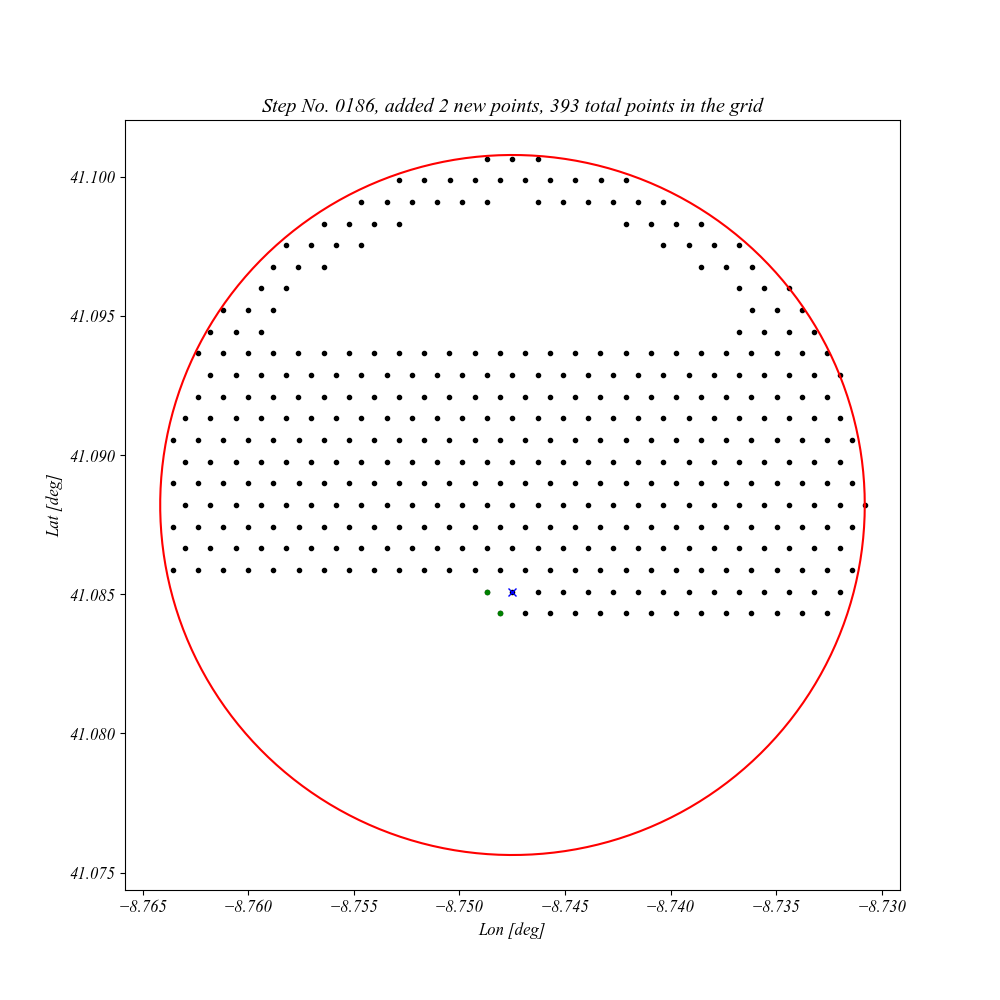 Step No. 0186, added 2 new points, 393 total points in the grid
41.100
41.095
41.090
41.085
41.080
41.075
Lat [deg]
−8.765 −8.760 −8.755 −8.750 −8.745 −8.740 −8.735 −8.730
Lon [deg]